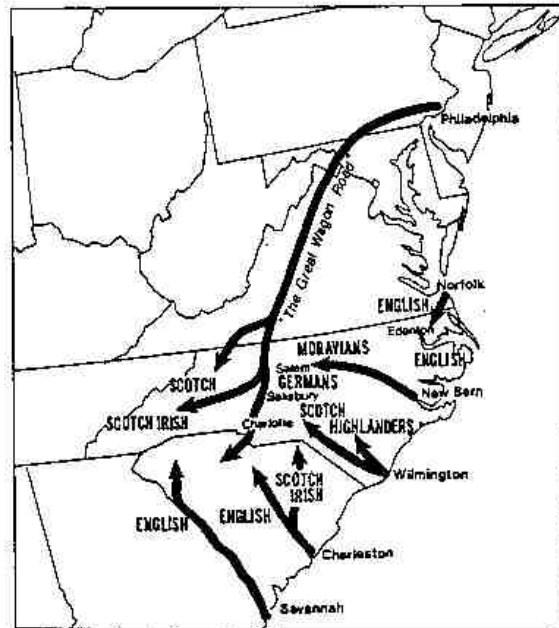 Philadelphia
"The Great Wagon Road"
Norfolk
ENGLISH
Edenton
MORAVIANS
ENGLISH
Salem
SCOTCH
GERMANS
Salisbury
New Bern
SCOTCH
SCOTCH IRISH
HIGHLANDERS
Charlotte
Wilmington
SCOTCH
IRISH
ENGLISH
ENGLISH
Charleston
Savannah